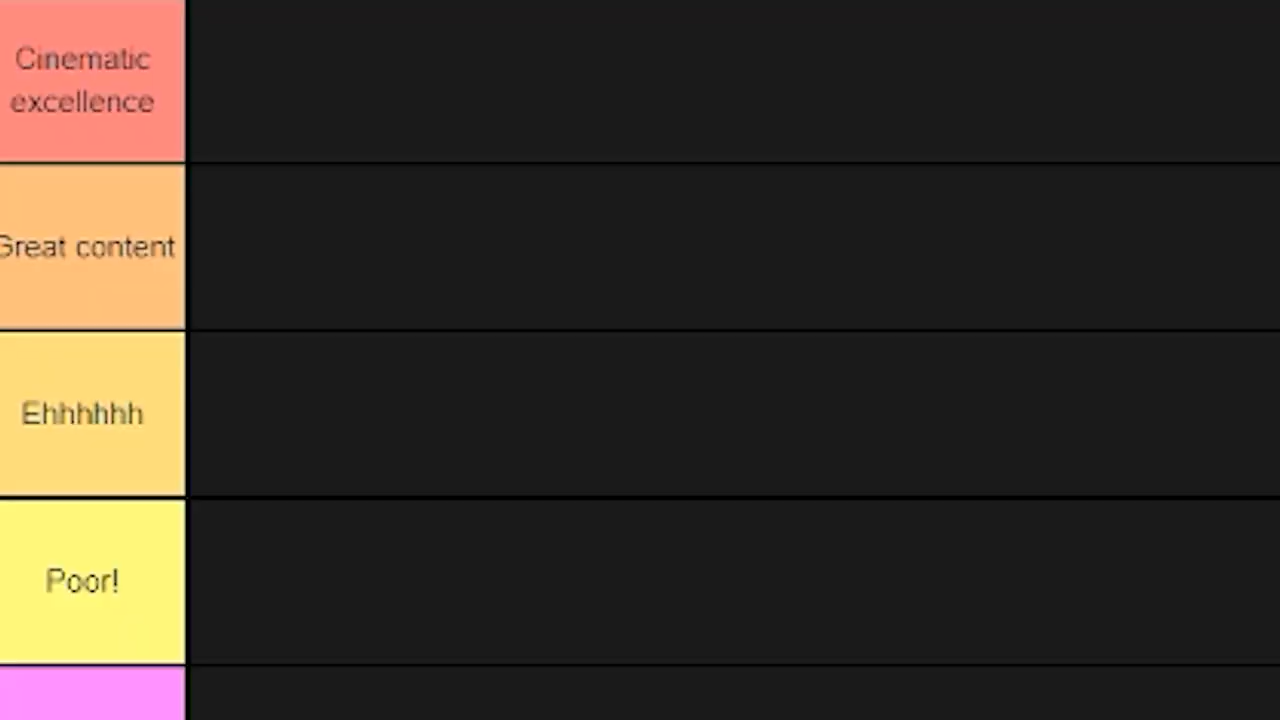 Cinematic
excellence
Great content
Ehhhhhh
Poor!